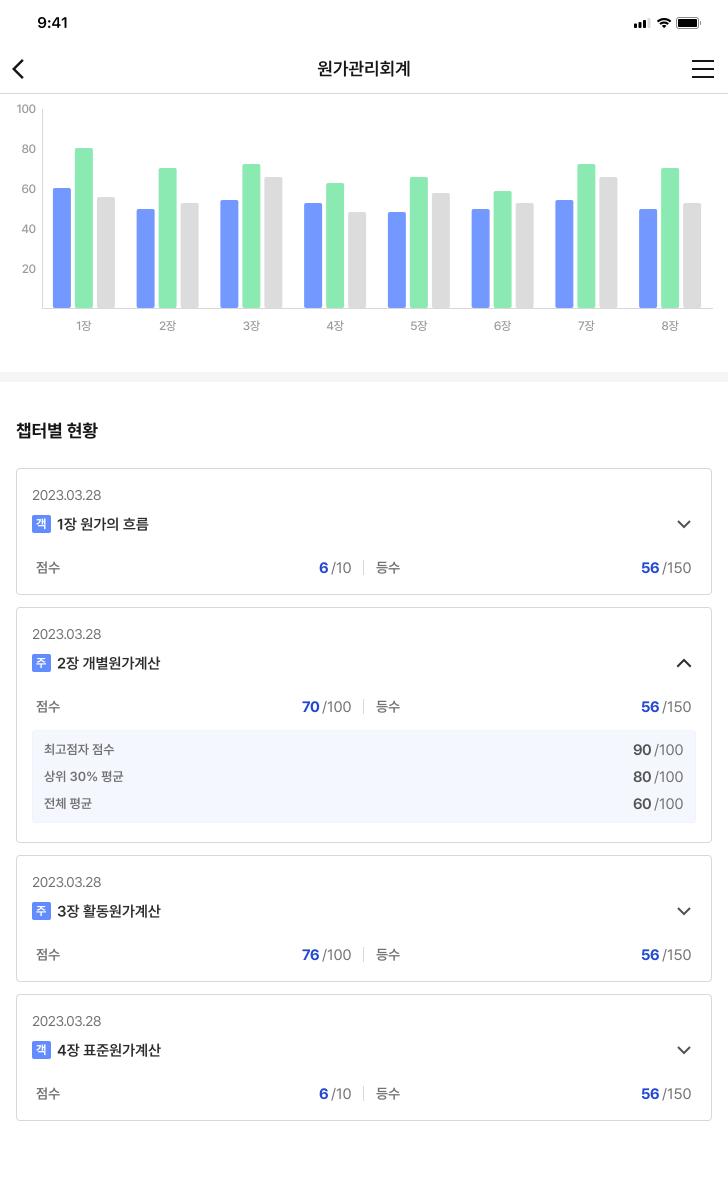 9:41
원가관리회계
100
80
60
40
20
1장 2장 3장 4장 5장 6장 7장 8장
챕터별 현황
2023.03.28
객 1장 원가의 흐름
점수 6/10 등수 56/150
2023.03.28
주 2장 개별원가계산
점수 70/100 등수 56/150
최고점자 점수 90/100
상위 30% 평균 80/100
전체 평균 60/100
2023.03.28
주 3장 활동원가계산
점수 76/100 등수 56/150
2023.03.28
객 4장 표준원가계산
점수 6/10 등수 56/150